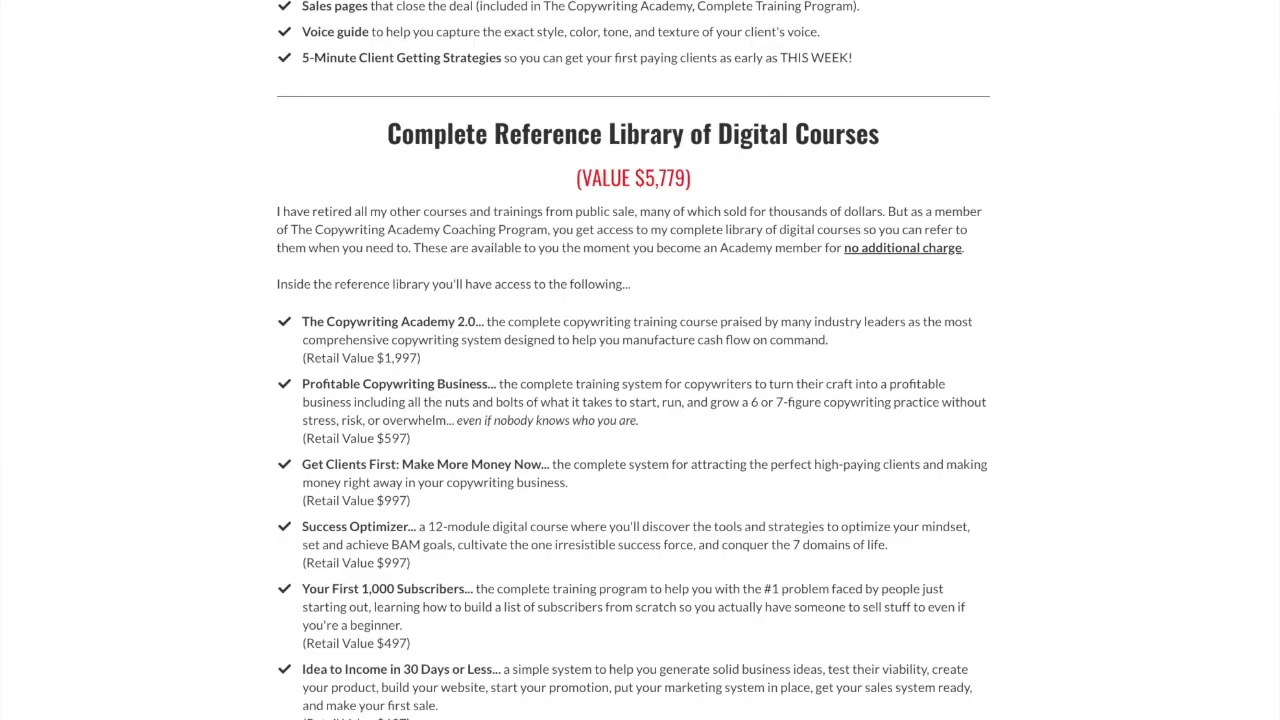 Sales pages that close the deal (included in The Copywriting Academy, Complete Training Program).
Voice guide to help you capture the exact style, color, tone, and texture of your client's voice.
5-Minute Client Getting Strategies so you can get your first paying clients as early as THIS WEEK!
Complete Reference Library of Digital Courses
(VALUE $5,779)
I have retired all my other courses and trainings from public sale, many of which sold for thousands of dollars. But as a member
of The Copywriting Academy Coaching Program, you get access to my complete library of digital courses so you can refer to
them when you need to. These are available to you the moment you become an Academy member for no additional charge.
Inside the reference library you'll have access to the following...
The Copywriting Academy 2.0... the complete copywriting training course praised by many industry leaders as the most
comprehensive copywriting system designed to help you manufacture cash flow on command.
(Retail Value $1,997)
Profitable Copywriting Business... the complete training system for copywriters to turn their craft into a profitable
business including all the nuts and bolts of what it takes to start, run, and grow a 6 or 7-figure copywriting practice without
stress, risk, or overwhelm... even if nobody knows who you are.
(Retail Value $597)
Get Clients First: Make More Money Now... the complete system for attracting the perfect high-paying clients and making
money right away in your copywriting business.
(Retail Value $997)
Success Optimizer... a 12-module digital course where you'll discover the tools and strategies to optimize your mindset,
set and achieve BAM goals, cultivate the one irresistible success force, and conquer the 7 domains of life.
(Retail Value $997)
Your First 1,000 Subscribers... the complete training program to help you with the #1 problem faced by people just
starting out, learning how to build a list of subscribers from scratch so you actually have someone to sell stuff to even if
you're a beginner.
(Retail Value $497)
Idea to Income in 30 Days or Less... a simple system to help you generate solid business ideas, test their viability, create
your product, build your website, start your promotion, put your marketing system in place, get your sales system ready,
and make your first sale.